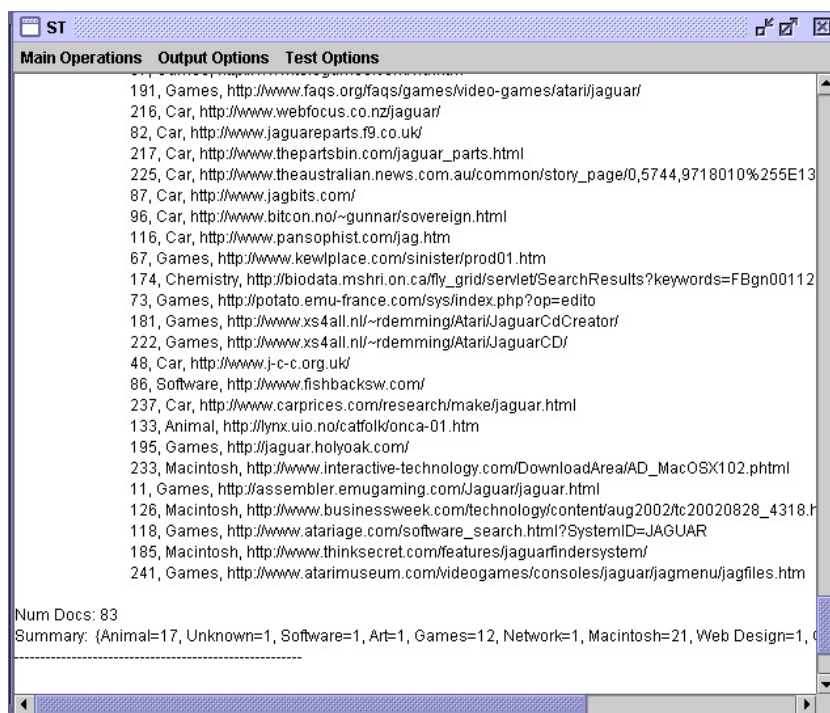 ST
Main Operations Output Options Test Options
191, Games, http://www.faqs.org/faqs/games/video-games/atari/jaguar/
216, Car, http://www.webfocus.co.nz/jaguar/
82, Car, http://www.jaguareparts.f9.co.uk/
217, Car, http://www.thepartsbin.com/jaguar_parts.html
225, Car, http://www.theaustralian.news.com.au/common/story_page/0,5744,9718010%255E13
87, Car, http://www.jagbits.com/
96, Car, http://www.bitcon.no/~gunnar/sovereign.html
116, Car, http://www.pansophist.com/jag.htm
67, Games, http://www.kewlplace.com/sinister/prod01.htm
174, Chemistry, http://biodata.mshri.on.ca/fly_grid/servlet/SearchResults?keywords=FBgn00112
73, Games, http://potato.emu-france.com/sys/index.php?op=edito
181, Games, http://www.xs4all.nl/~rdemming/Atari/JaguarCdCreator/
222, Games, http://www.xs4all.nl/~rdemming/Atari/JaguarCD/
48, Car, http://www.j-c-c.org.uk/
86, Software, http://www.fishbacksw.com/
237, Car, http://www.carprices.com/research/make/jaguar.html
133, Animal, http://lynx.uio.no/catfolk/onca-01.htm
195, Games, http://jaguar.holyoak.com/
233, Macintosh, http://www.interactive-technology.com/DownloadArea/AD_MacOSX102.phtml
11, Games, http://assembler.emugaming.com/Jaguar/jaguar.html
126, Macintosh, http://www.businessweek.com/technology/content/aug2002/tc20020828_4318.h
118, Games, http://www.atariage.com/software_search.html?SystemID=JAGUAR
185, Macintosh, http://www.thinksecret.com/features/jaguarfindersystem/
241, Games, http://www.atarimuseum.com/videogames/consoles/jaguar/jagmenu/jagfiles.htm
Num Docs: 83
Summary: {Animal=17, Unknown=1, Software=1, Art=1, Games=12, Network=1, Macintosh=21, Web Design=1,
------------------------------------------------------